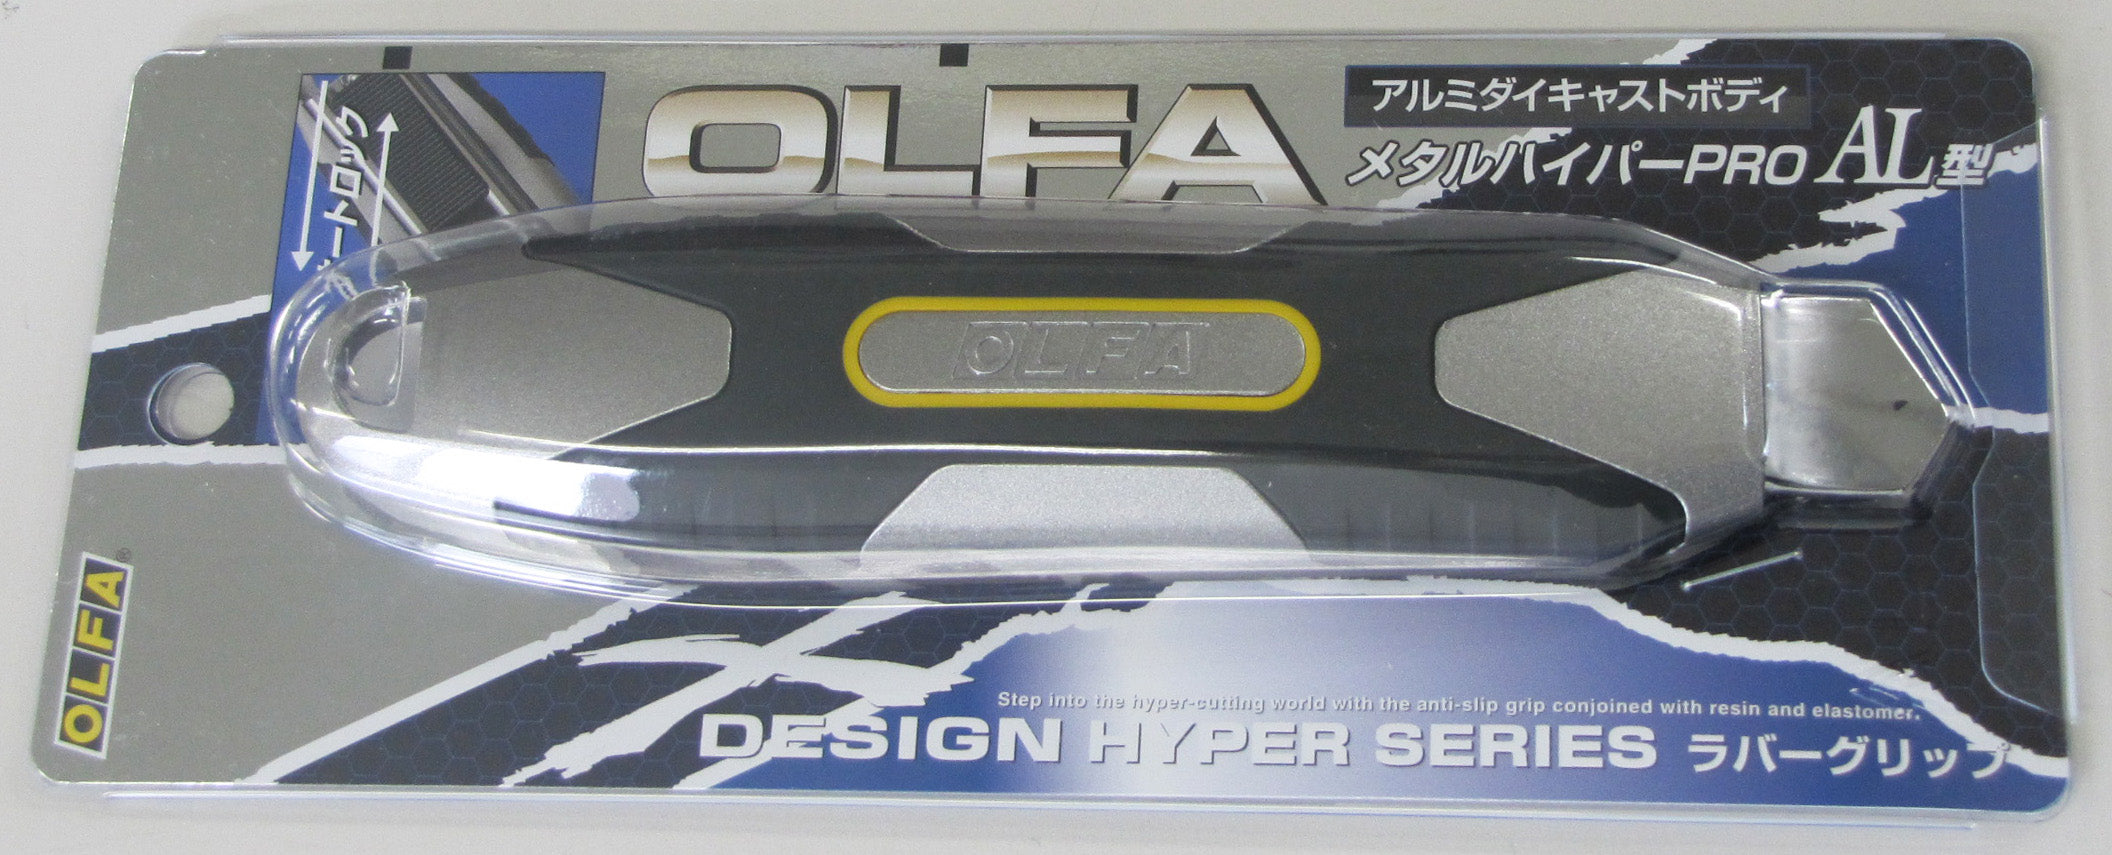 OLFA
アルミダイキャストボディ
メタルハイパーPRO AL型
ートロック
OLFA
OLFA®
Step into the hyper-cutting world with the anti-slip grip conjoined with resin and elastomer.
DESIGN HYPER SERIES ラバーグリップ